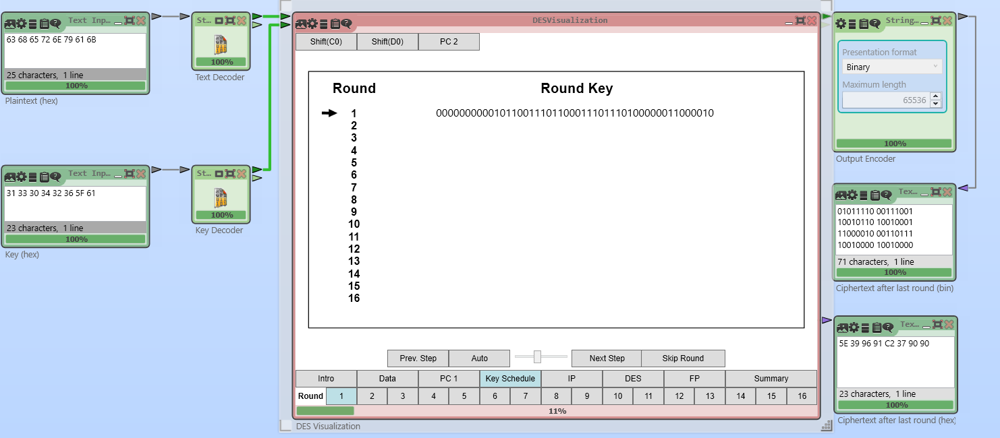 Text Inp...
63 68 65 72 6E 79 61 6B
25 characters, 1 line
100%
Plaintext (hex)
St...
100%
Text Decoder
Text Inp...
31 33 30 34 32 36 5F 61
23 characters, 1 line
100%
Key (hex)
St...
100%
Key Decoder
DESVisualization
Shift(C0) Shift(D0) PC 2
Round Round Key
1 000000000010110011101100011101110100000011000010
2
3
4
5
6
7
8
9
10
11
12
13
14
15
16
Prev. Step Auto Next Step Skip Round
Intro Data PC 1 Key Schedule IP DES FP Summary
Round 1 2 3 4 5 6 7 8 9 10 11 12 13 14 15 16
11%
DES Visualization
String...
Presentation format
Binary
Maximum length
65536
100%
Output Encoder
Tex...
01011110 00111001
10010110 10010001
11000010 00110111
10010000 10010000
71 characters, 1 line
100%
Ciphertext after last round (bin)
Tex...
5E 39 96 91 C2 37 90 90
23 characters, 1 line
100%
Ciphertext after last round (hex)